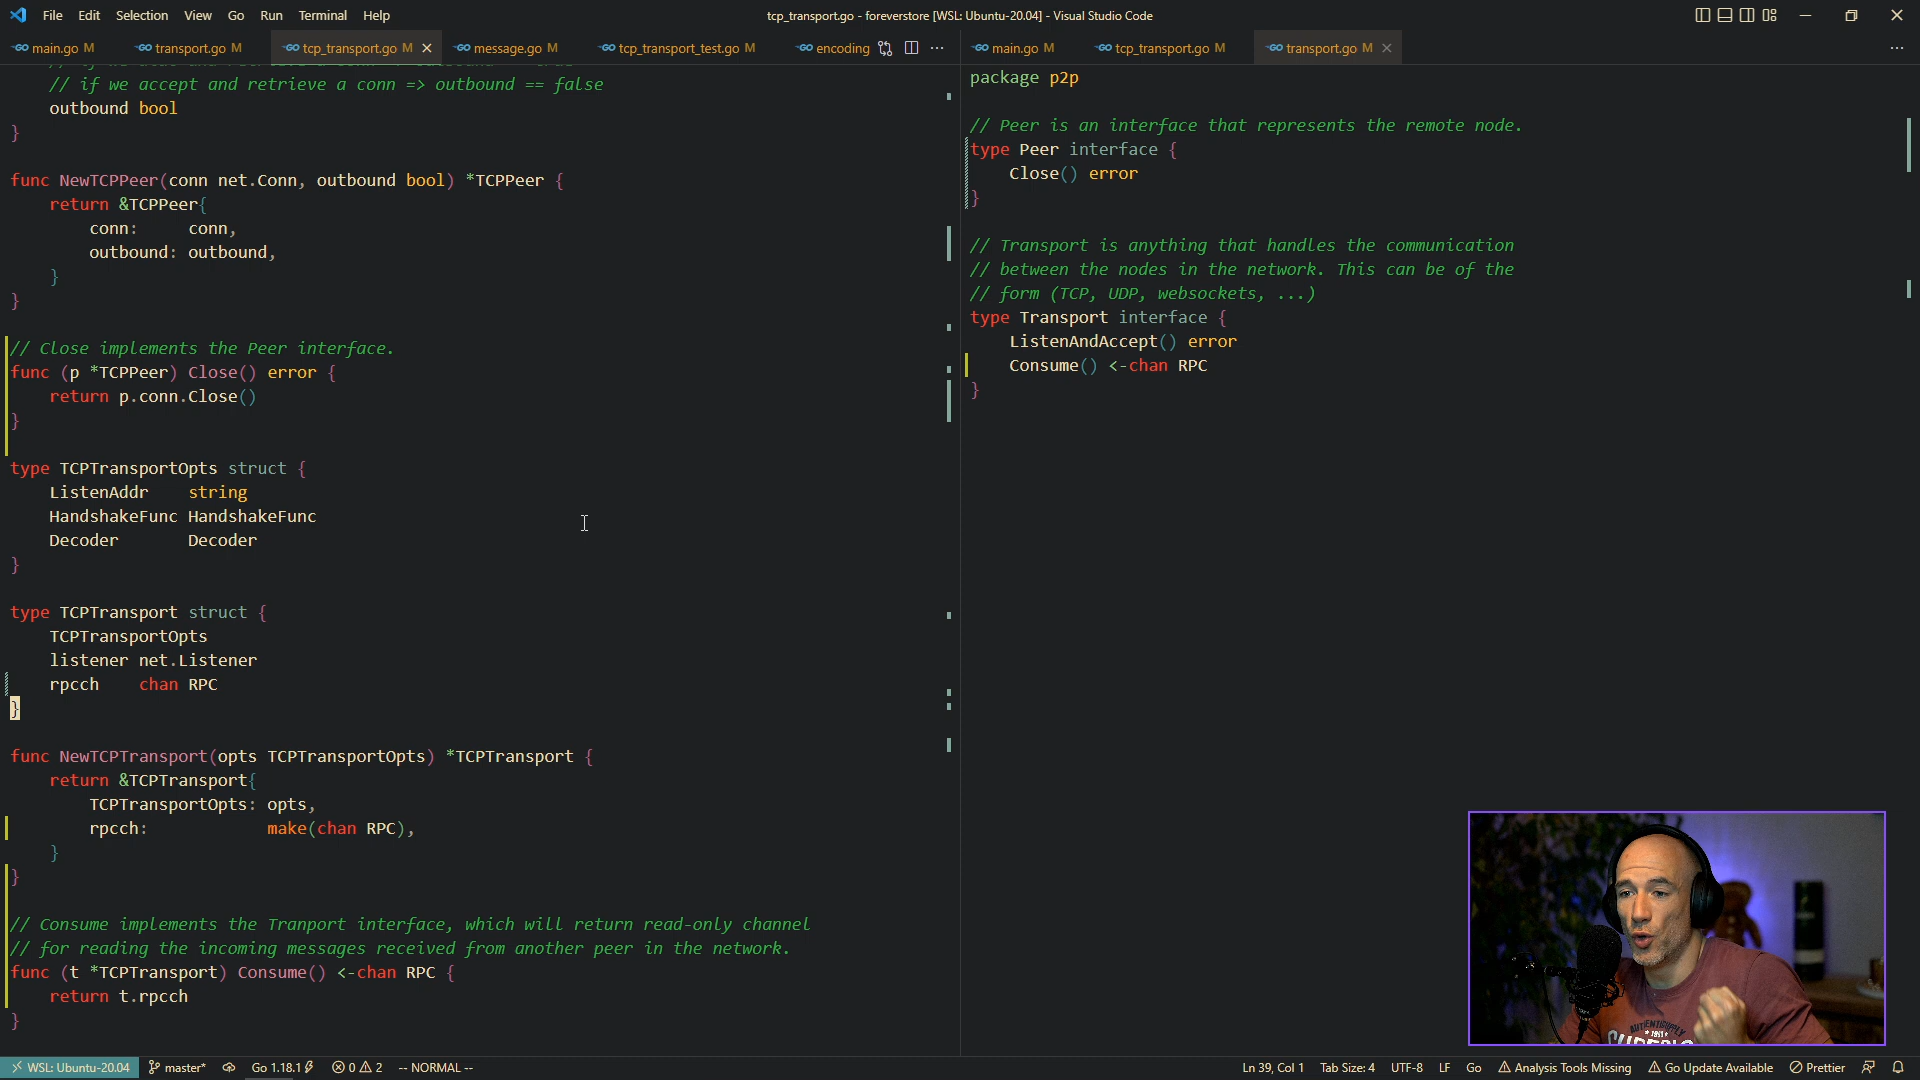 File Edit Selection View Go Run Terminal Help
tcp_transport.go - foreverstore [WSL: Ubuntu-20.04] - Visual Studio Code
main.go M
transport.go M
tcp_transport.go M
message.go M
tcp_transport_test.go M
encoding
main.go M
tcp_transport.go M
transport.go M
// if we accept and retrieve a conn => outbound == false
outbound bool
}
func NewTCPPeer(conn net.Conn, outbound bool) *TCPPeer {
return &TCPPeer{
conn: conn,
outbound: outbound,
}
}
// Close implements the Peer interface.
func (p *TCPPeer) Close() error {
return p.conn.Close()
}
type TCPTransportOpts struct {
ListenAddr string
HandshakeFunc HandshakeFunc
Decoder Decoder
}
type TCPTransport struct {
TCPTransportOpts
listener net.Listener
rpcch chan RPC
}
func NewTCPTransport(opts TCPTransportOpts) *TCPTransport {
return &TCPTransport{
TCPTransportOpts: opts,
rpcch: make(chan RPC),
}
}
// Consume implements the Tranport interface, which will return read-only channel
// for reading the incoming messages received from another peer in the network.
func (t *TCPTransport) Consume() <-chan RPC {
return t.rpcch
}
package p2p
// Peer is an interface that represents the remote node.
type Peer interface {
Close() error
}
// Transport is anything that handles the communication
// between the nodes in the network. This can be of the
// form (TCP, UDP, websockets, ...)
type Transport interface {
ListenAndAccept() error
Consume() <-chan RPC
}
WSL: Ubuntu-20.04 master* Go 1.18.1 0 2 -- NORMAL --
Ln 39, Col 1 Tab Size: 4 UTF-8 LF Go Analysis Tools Missing Go Update Available Prettier